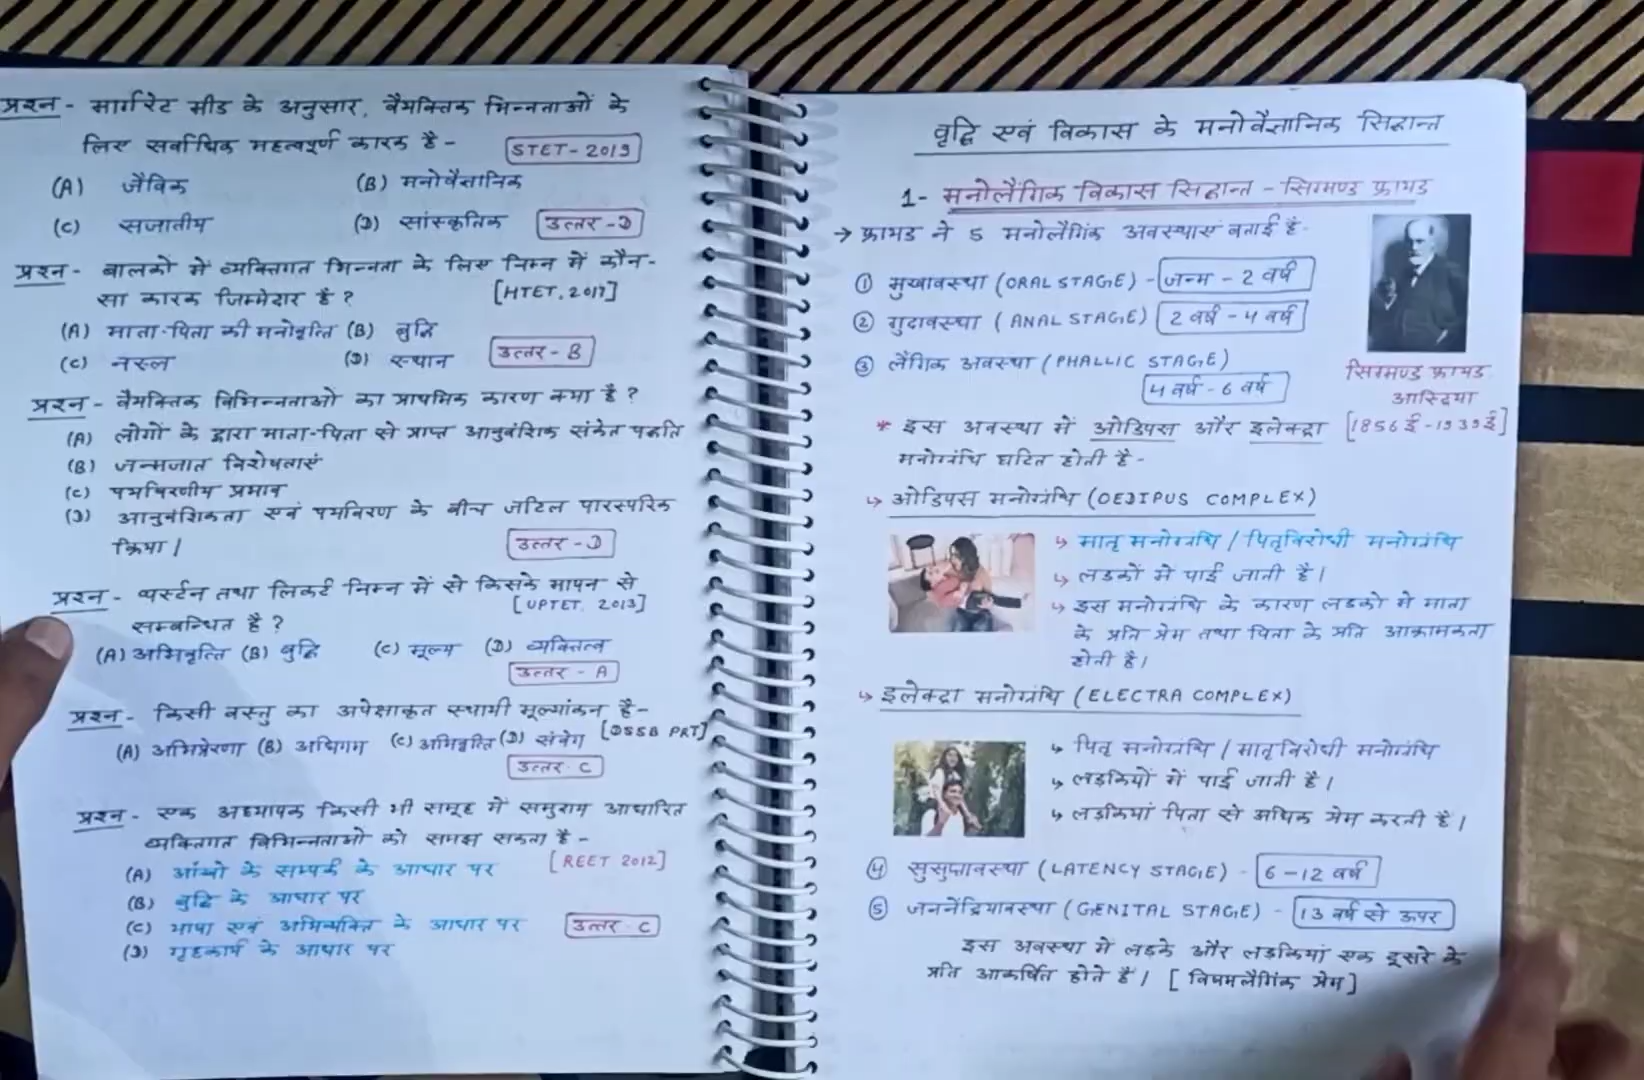 प्रश्न - मार्गरेट मीड के अनुसार, वैयक्तिक भिन्नताओं के
लिए सर्वाधिक महत्वपूर्ण कारक है - STET-2019
(A) जैविक (B) मनोवैज्ञानिक
(C) सजातीय (D) सांस्कृतिक उत्तर -D
प्रश्न - बालकों में व्यक्तिगत भिन्नता के लिए निम्न में कौन-
सा कारक जिम्मेदार है ? [HTET, 2017]
(A) माता-पिता की मनोवृत्ति (B) बुद्धि
(C) नस्ल (D) स्थान उत्तर - B
प्रश्न - वैयक्तिक विभिन्नताओं का प्राथमिक कारण क्या है ?
(A) लोगों के द्वारा माता-पिता से प्राप्त आनुवंशिक संकेत पद्धति
(B) जन्मजात विशेषताएं
(C) पर्यावरणीय प्रभाव
(D) आनुवंशिकता एवं पर्यावरण के बीच जटिल पारस्परिक
क्रिया | उत्तर -D
प्रश्न - थर्स्टन तथा लिकर्ट निम्न में से किसके मापन से
सम्बन्धित है ? [UPTET, 2013]
(A) अभिवृत्ति (B) बुद्धि (C) मूल्य (D) व्यक्तित्व
उत्तर - A
प्रश्न - किसी वस्तु का अपेक्षाकृत स्थायी मूल्यांकन है-
(A) अभिप्रेरणा (B) अधिगम (C) अभिवृत्ति (D) संवेग [DSSB PRT]
उत्तर - C
प्रश्न - एक अध्यापक किसी भी समूह में समुदाय आधारित
व्यक्तिगत विभिन्नताओ को समझ सकता है -
(A) आंखो के सम्पर्क के आधार पर [REET 2012]
(B) बुद्धि के आधार पर
(C) भाषा एवं अभिव्यक्ति के आधार पर उत्तर - C
(D) गृहकार्य के आधार पर
वृद्धि एवं विकास के मनोवैज्ञानिक सिद्धान्त
1- मनोलैंगिक विकास सिद्धान्त - सिग्मण्ड फ्रायड
→ फ्रायड ने 5 मनोलैंगिंक अवस्थाएं बताई है-
① मुखावस्था (ORAL STAGE) - जन्म - 2 वर्ष
② गुदावस्था ( ANAL STAGE) 2 वर्ष - 4 वर्ष
③ लैंगिक अवस्था (PHALLIC STAGE)
4 वर्ष - 6 वर्ष
सिग्मण्ड फ्रायड
आस्ट्रिया
[1856 ई -1939 ई]
* इस अवस्था में ओडिपस और इलेक्ट्रा
मनोग्रंथि घटित होती है -
↳ ओडिपस मनोग्रंथि (OEDIPUS COMPLEX)
↳ मातृ मनोग्रंथि / पितृविरोधी मनोग्रंथि
↳ लडकों में पाई जाती है |
↳ इस मनोग्रंथि के कारण लडको मे माता
के प्रति प्रेम तथा पिता के प्रति आक्रामकता
होती है |
↳ इलेक्ट्रा मनोग्रंथि (ELECTRA COMPLEX)
↳ पितृ मनोग्रंथि / मातृविरोधी मनोग्रंथि
↳ लड़कियों में पाई जाती है |
↳ लडकियां पिता से अधिक प्रेम करती हैं |
④ सुसुप्तावस्था (LATENCY STAGE) - 6 -12 वर्ष
⑤ जननेंद्रियावस्था (GENITAL STAGE) - 13 वर्ष से ऊपर
इस अवस्था में लड़के और लडकियां एक दूसरे के
प्रति आकर्षित होते हैं | [ विषमलैंगिंक प्रेम ]